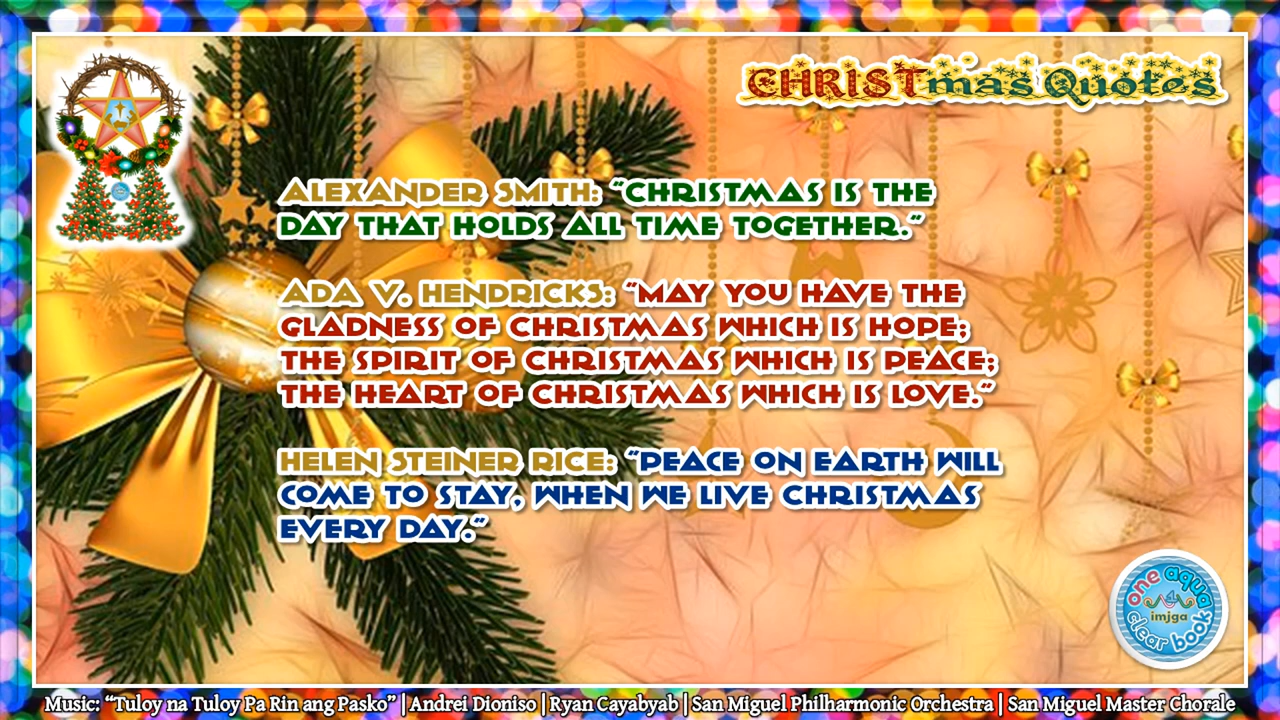 CHRISTmas Quotes
ALEXANDER SMITH: "CHRISTMAS IS THE
DAY THAT HOLDS ALL TIME TOGETHER."
ADA V. HENDRICKS: "MAY YOU HAVE THE
GLADNESS OF CHRISTMAS WHICH IS HOPE;
THE SPIRIT OF CHRISTMAS WHICH IS PEACE;
THE HEART OF CHRISTMAS WHICH IS LOVE."
HELEN STEINER RICE: "PEACE ON EARTH WILL
COME TO STAY, WHEN WE LIVE CHRISTMAS
EVERY DAY."
one aqua
imjga
clear book
Music: "Tuloy na Tuloy Pa Rin ang Pasko" | Andrei Dioniso | Ryan Cayabyab | San Miguel Philharmonic Orchestra | San Miguel Master Chorale